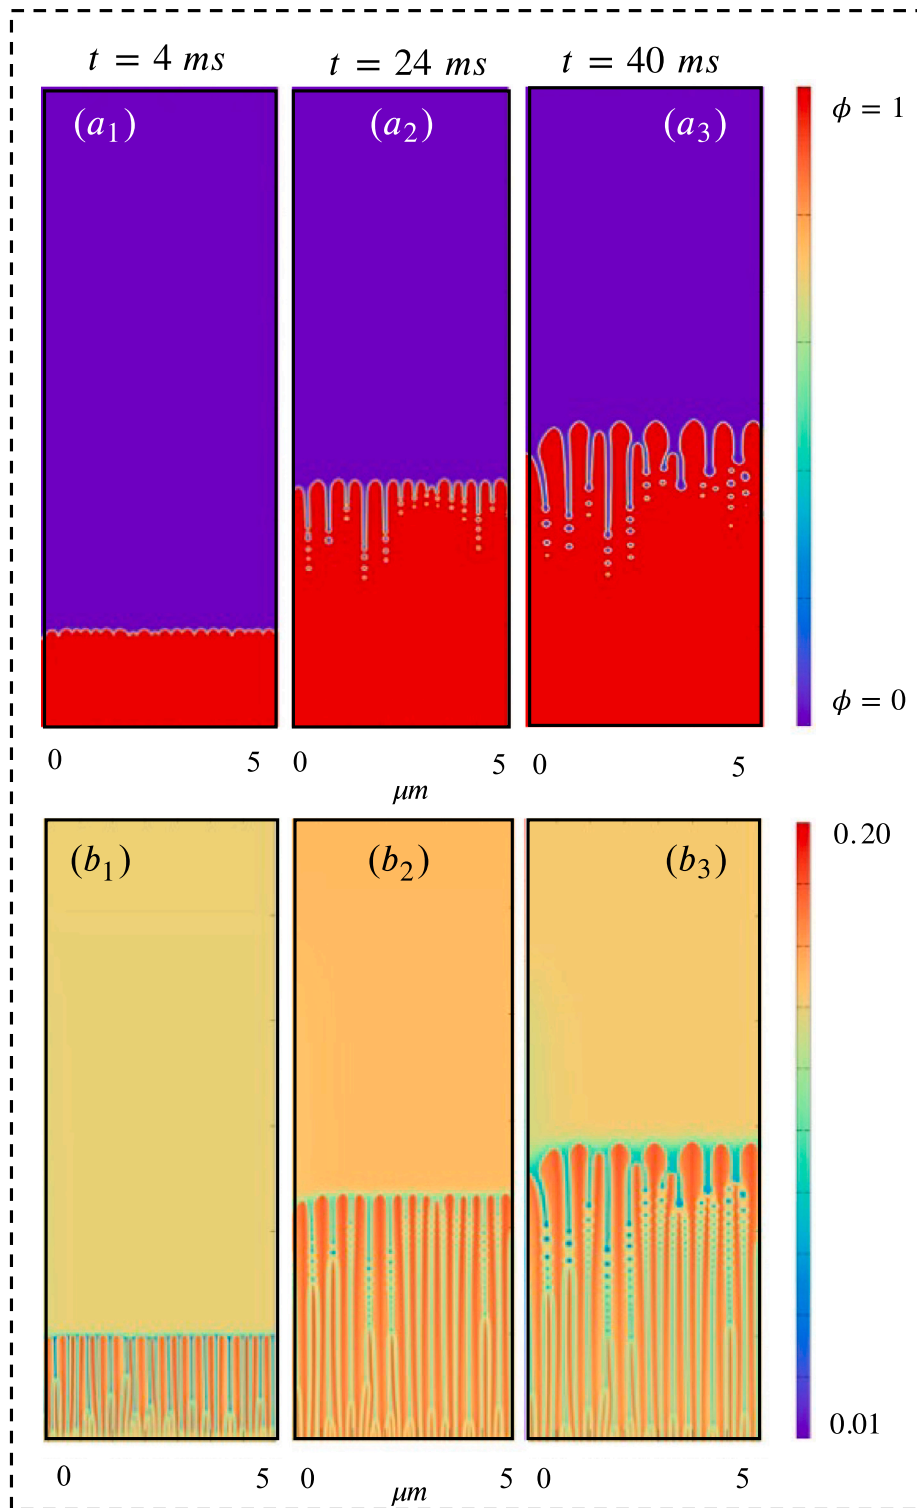 t = 4 ms t = 24 ms t = 40 ms
(a₁) (a₂) (a₃) ϕ = 1
ϕ = 0
0 5 0 5 0 5
μm
(b₁) (b₂) (b₃) 0.20
0.01
0 5 0 5 0 5
μm